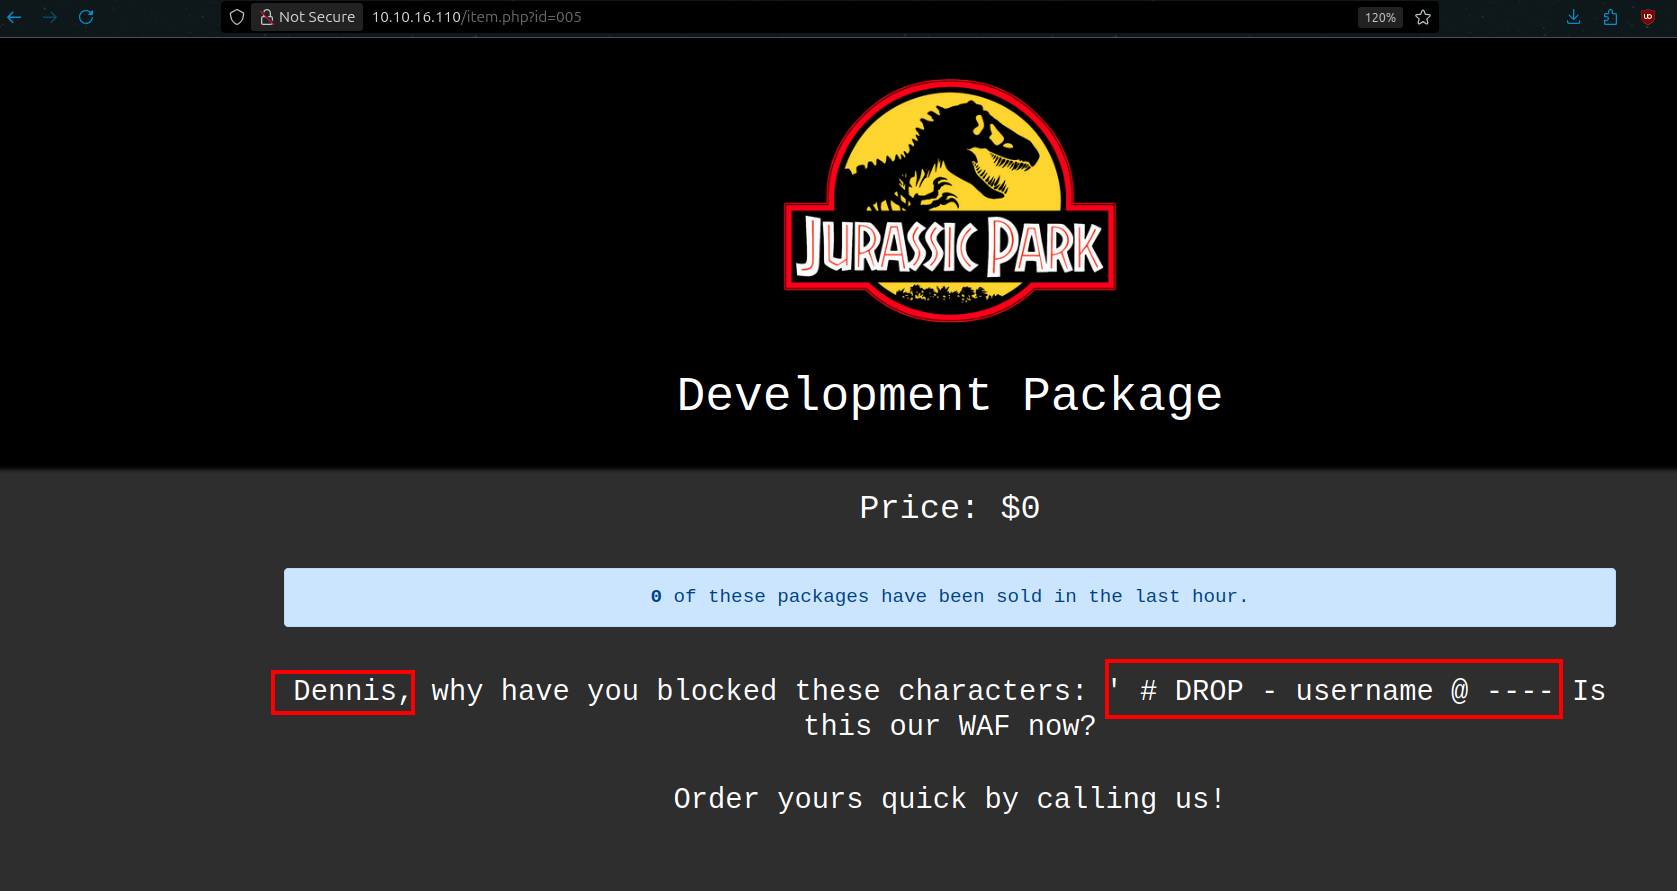 Not Secure 10.10.16.110/item.php?id=005 120%
JURASSIC PARK
Development Package
Price: $0
0 of these packages have been sold in the last hour.
Dennis, why have you blocked these characters: ' # DROP - username @ ---- Is
this our WAF now?
Order yours quick by calling us!